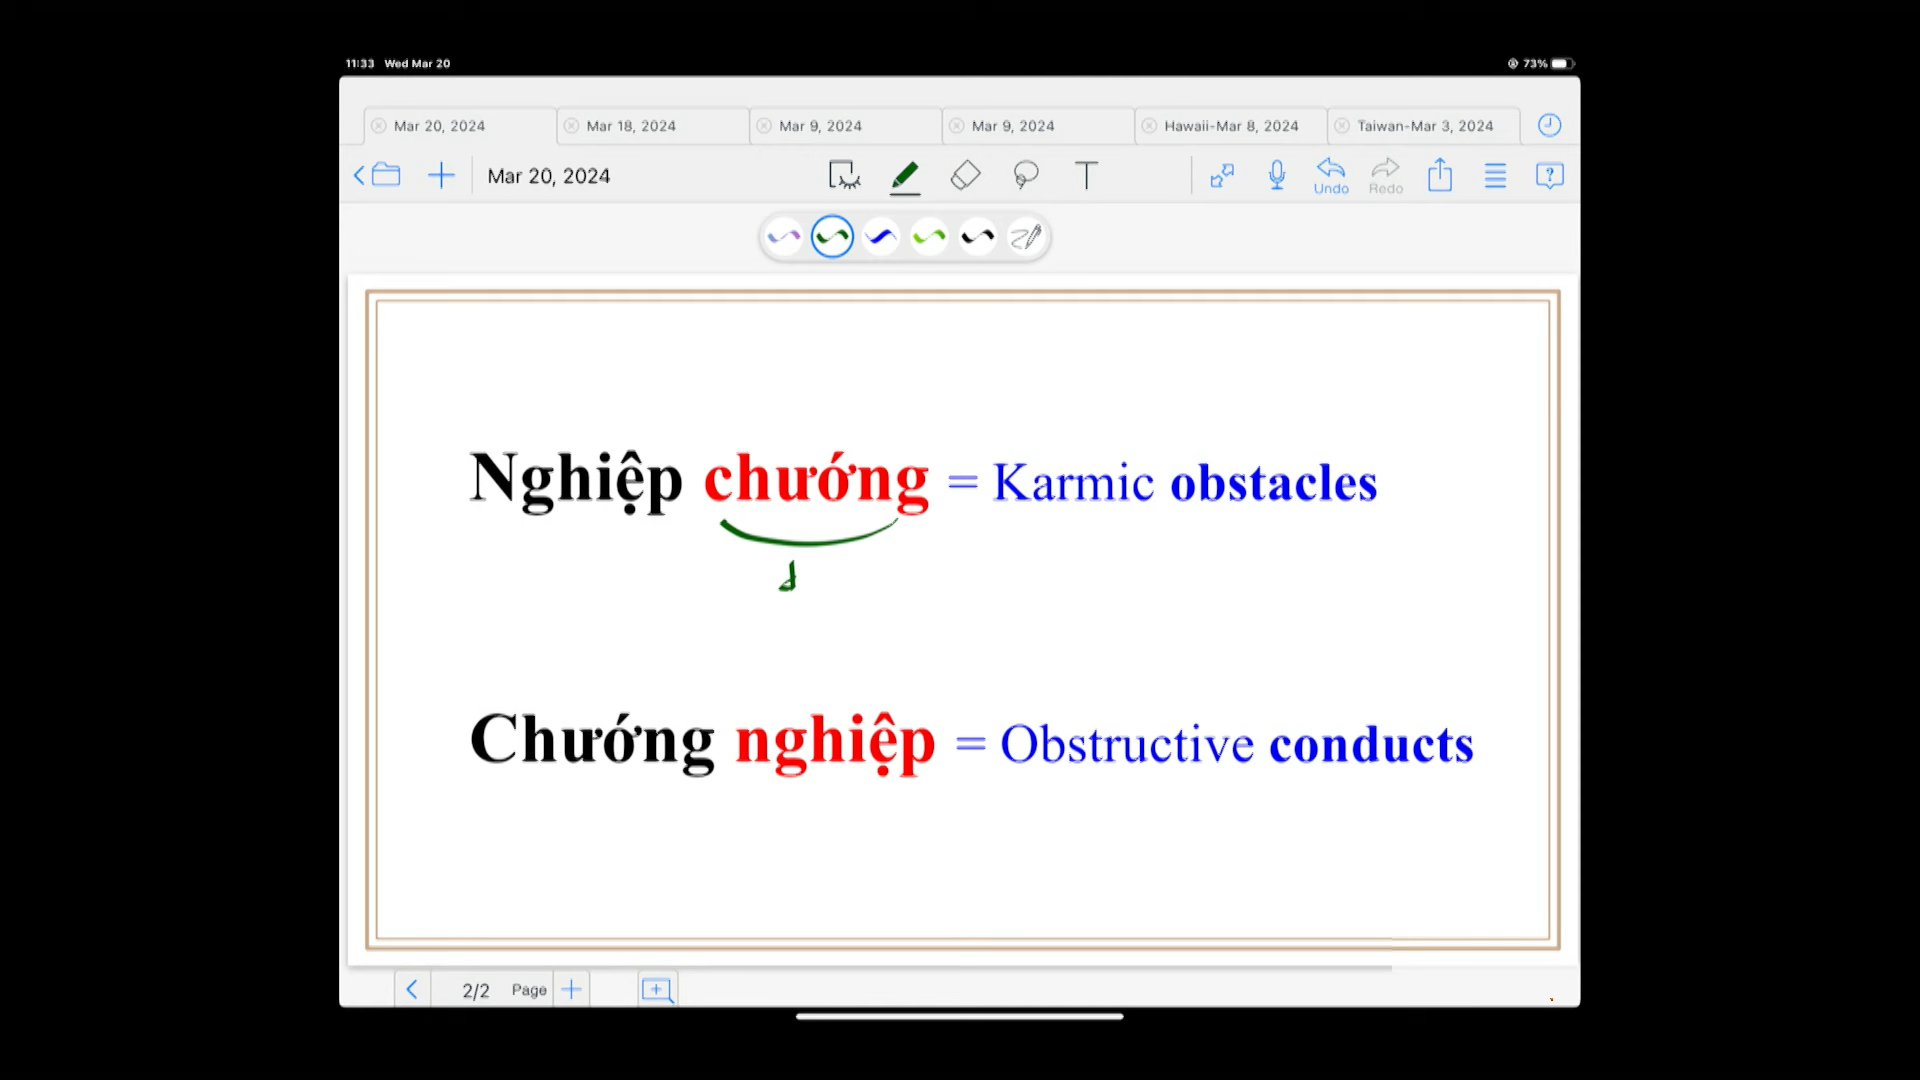 11:33 Wed Mar 20 73%
Mar 20, 2024 Mar 18, 2024 Mar 9, 2024 Mar 9, 2024 Hawaii-Mar 8, 2024 Taiwan-Mar 3, 2024
Mar 20, 2024 T Undo Redo ?
Nghiệp chướng = Karmic obstacles
Chướng nghiệp = Obstructive conducts
2/2 Page